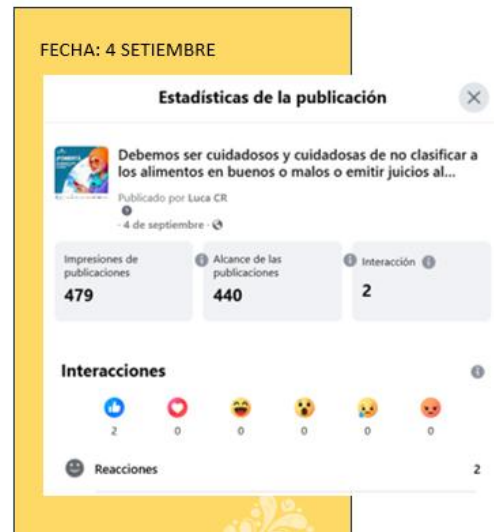 FECHA: 4 SETIEMBRE
Estadísticas de la publicación
Debemos ser cuidadosos y cuidadosas de no clasificar a
los alimentos en buenos o malos o emitir juicios al...
Publicado por Luca CR
· 4 de septiembre ·
Impresiones de
publicaciones
479
Alcance de las
publicaciones
440
Interacción
2
Interacciones
2
0
0
0
0
0
Reacciones
2